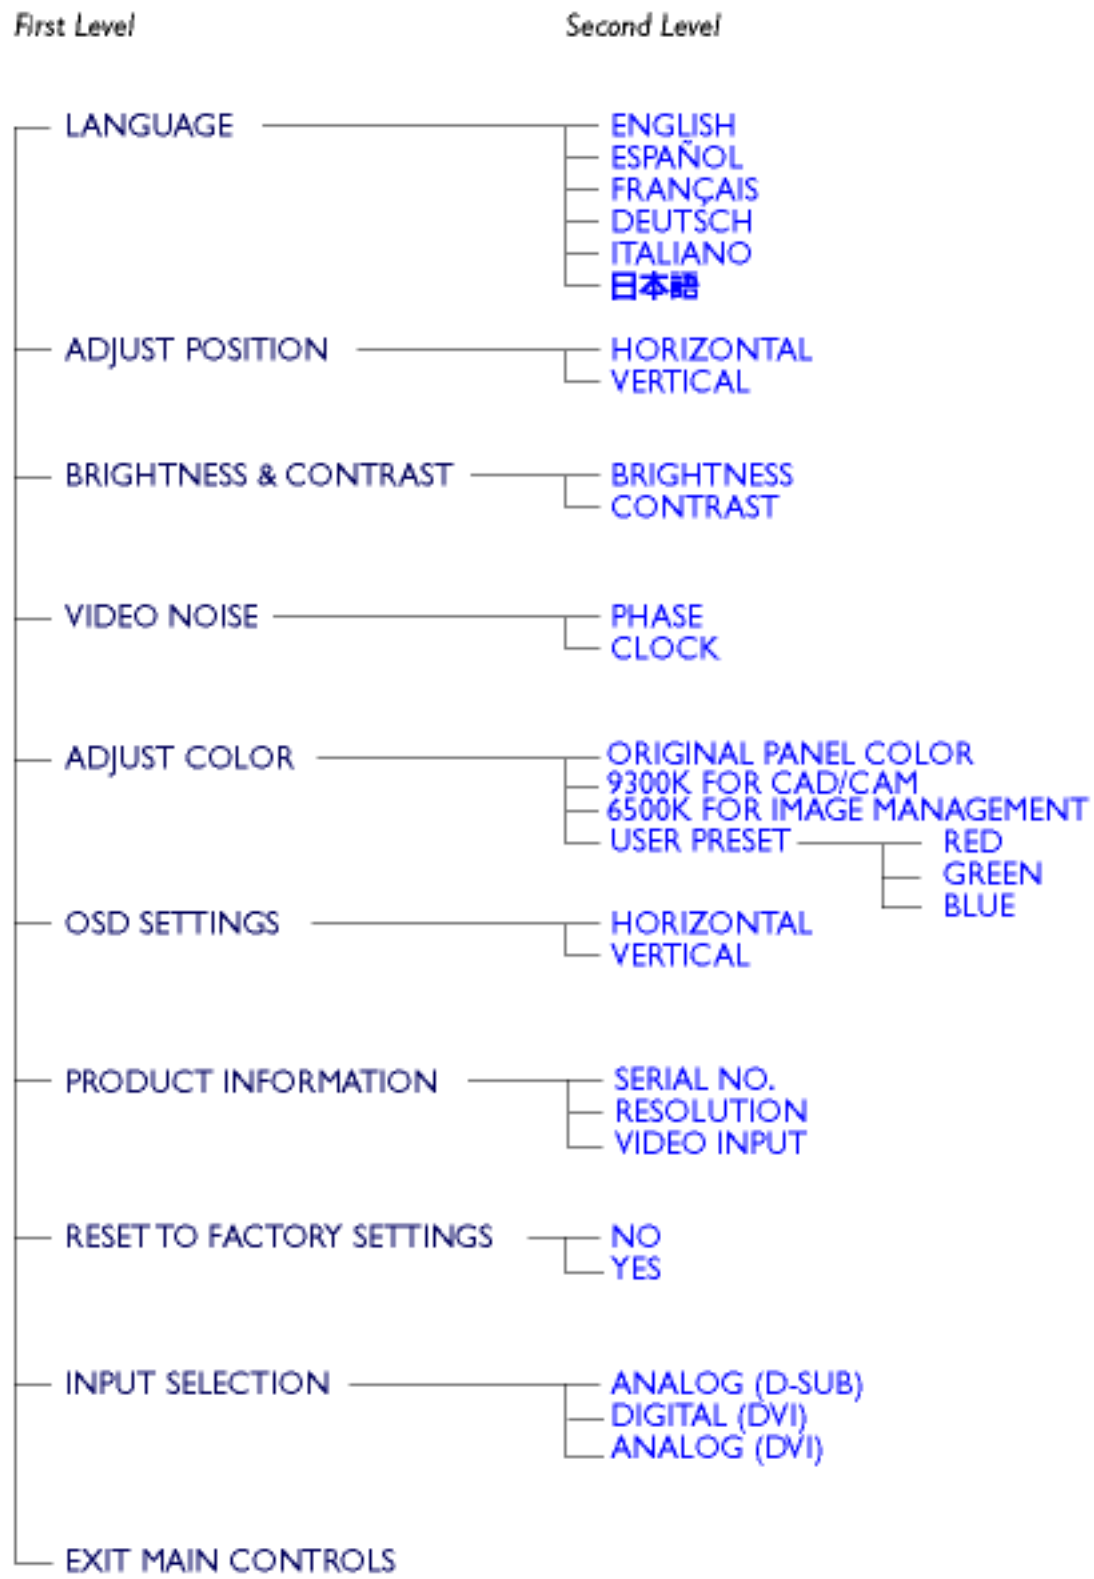 First Level Second Level
LANGUAGE ENGLISH
ESPAÑOL
FRANÇAIS
DEUTSCH
ITALIANO
日本語
ADJUST POSITION HORIZONTAL
VERTICAL
BRIGHTNESS & CONTRAST BRIGHTNESS
CONTRAST
VIDEO NOISE PHASE
CLOCK
ADJUST COLOR ORIGINAL PANEL COLOR
9300K FOR CAD/CAM
6500K FOR IMAGE MANAGEMENT
USER PRESET RED
GREEN
BLUE
OSD SETTINGS HORIZONTAL
VERTICAL
PRODUCT INFORMATION SERIAL NO.
RESOLUTION
VIDEO INPUT
RESET TO FACTORY SETTINGS NO
YES
INPUT SELECTION ANALOG (D-SUB)
DIGITAL (DVI)
ANALOG (DVI)
EXIT MAIN CONTROLS